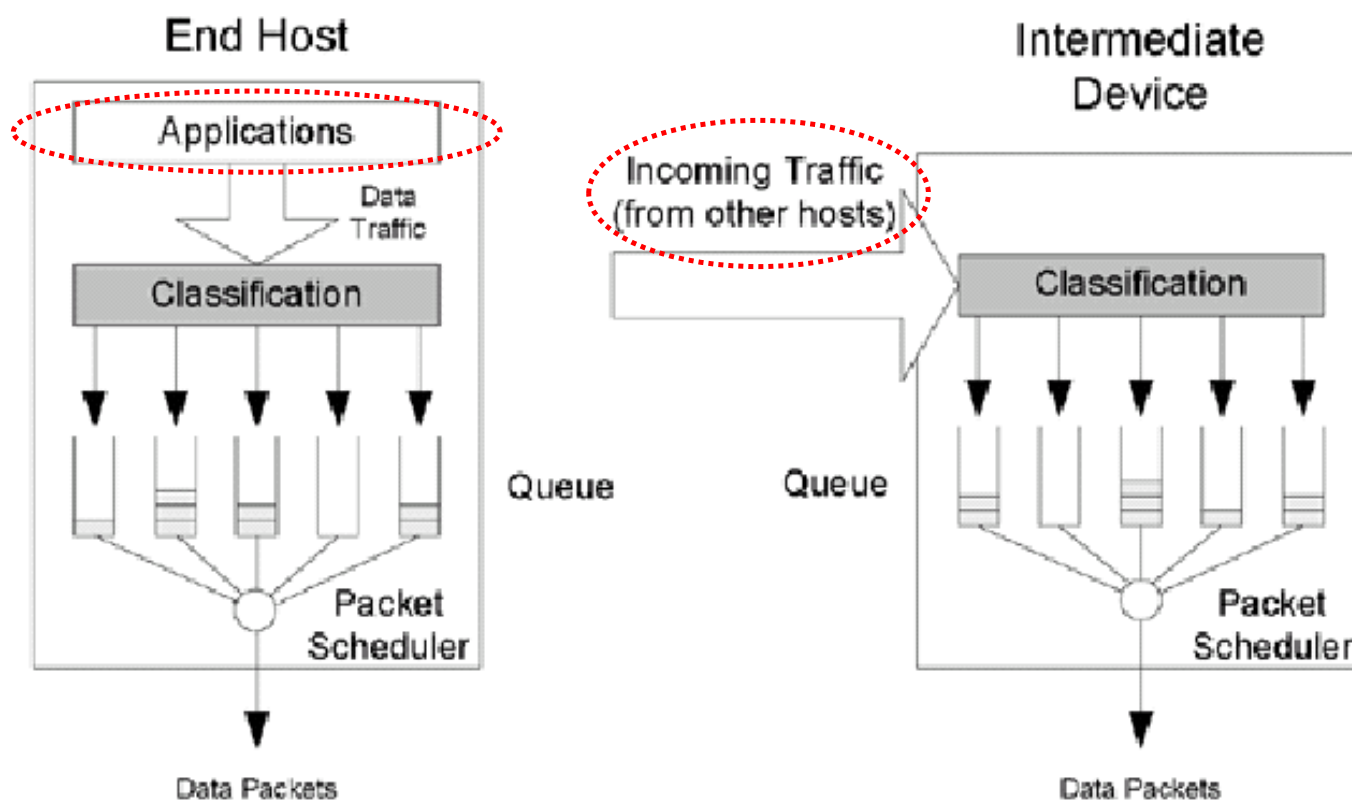 End Host
Applications
Data
Traffic
Classification
Queue
Packet
Scheduler
Data Packets
Intermediate
Device
Incoming Traffic
(from other hosts)
Classification
Queue
Packet
Scheduler
Data Packets